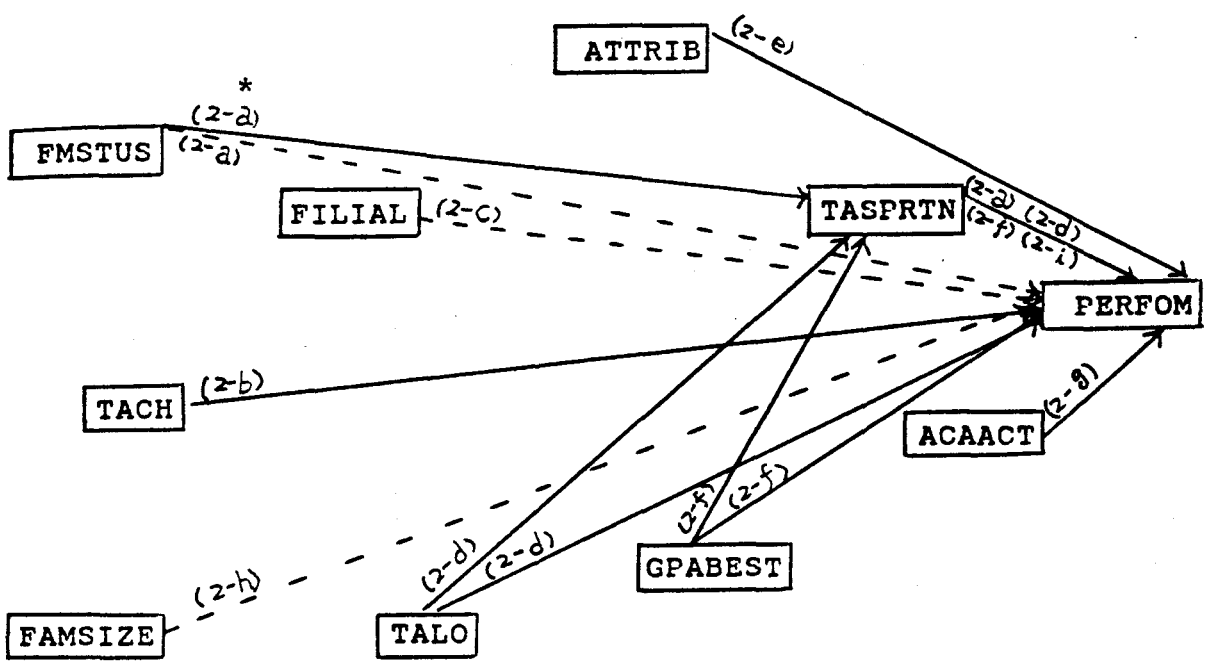 ATTRIB
(2-e)
*
(2-a)
FMSTUS
(2-a)
FILIAL
(2-c)
TASPRTN
(2-a) (2-d)
(2-f) (2-i)
PERFOM
TACH
(2-b)
ACAACT
(2-g)
(2-f)
(2-f)
GPABEST
(2-d)
(2-d)
TALO
(2-h)
FAMSIZE